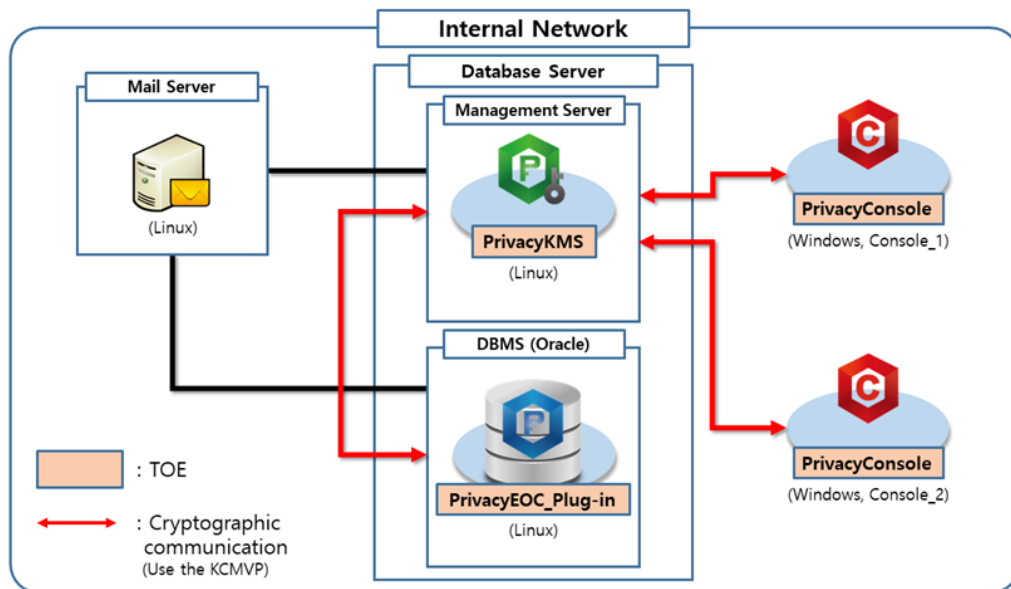 Internal Network
Mail Server
(Linux)
Database Server
Management Server
P
PrivacyKMS
(Linux)
DBMS (Oracle)
P
PrivacyEOC_Plug-in
(Linux)
C
PrivacyConsole
(Windows, Console_1)
C
PrivacyConsole
(Windows, Console_2)
: TOE
: Cryptographic
communication
(Use the KCMVP)